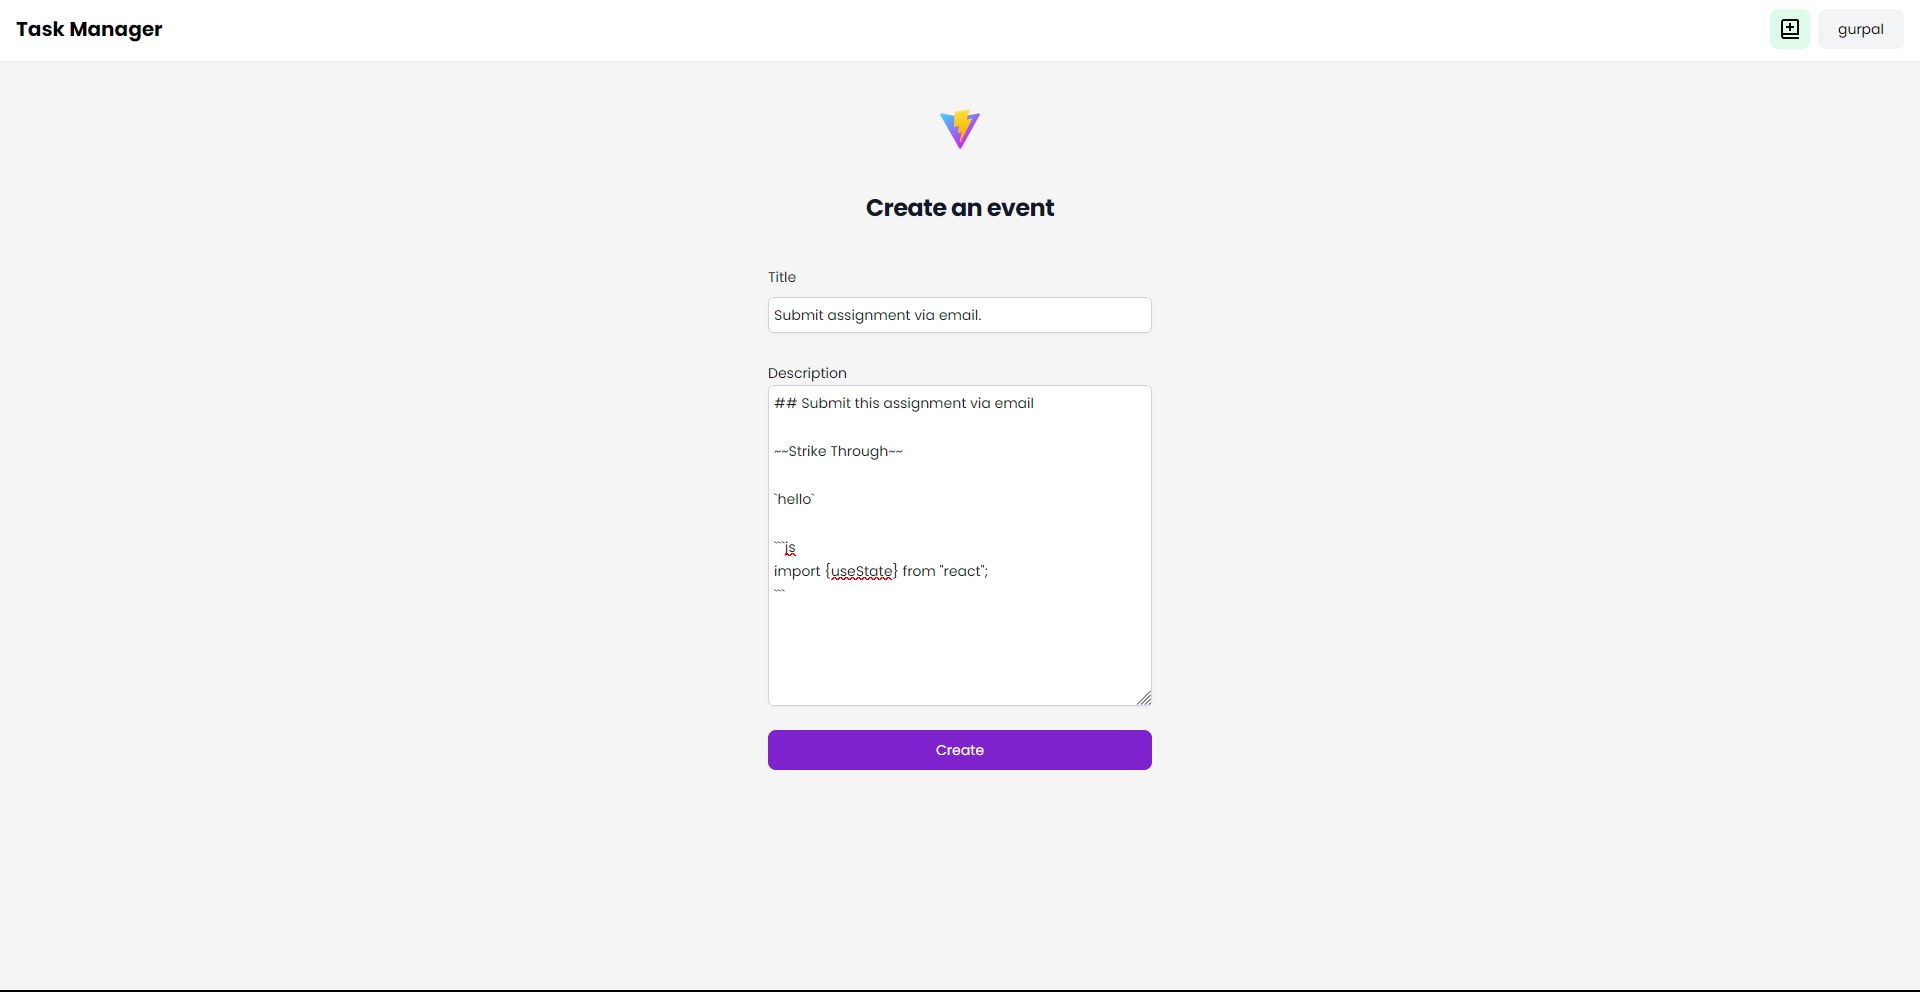 Task Manager
gurpal
Create an event
Title
Submit assignment via email.
Description
## Submit this assignment via email
~~Strike Through~~
`hello`
```js
import {useState} from "react";
```
Create